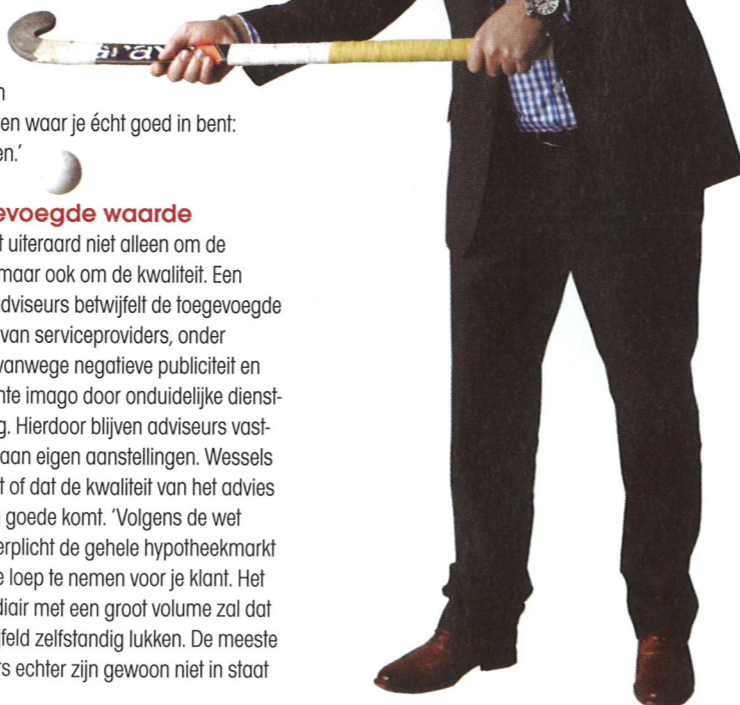 en waar je écht goed in bent:
en.’
evoegde waarde
t uiteraard niet alleen om de
maar ook om de kwaliteit. Een
dviseurs betwijfelt de toegevoegde
van serviceproviders, onder
vanwege negatieve publiciteit en
nte imago door onduidelijke dienst-
g. Hierdoor blijven adviseurs vast-
aan eigen aanstellingen. Wessels
t of dat de kwaliteit van het advies
goede komt. ‘Volgens de wet
erplicht de gehele hypotheekmarkt
e loep te nemen voor je klant. Het
diair met een groot volume zal dat
jfeld zelfstandig lukken. De meeste
rs echter zijn gewoon niet in staat